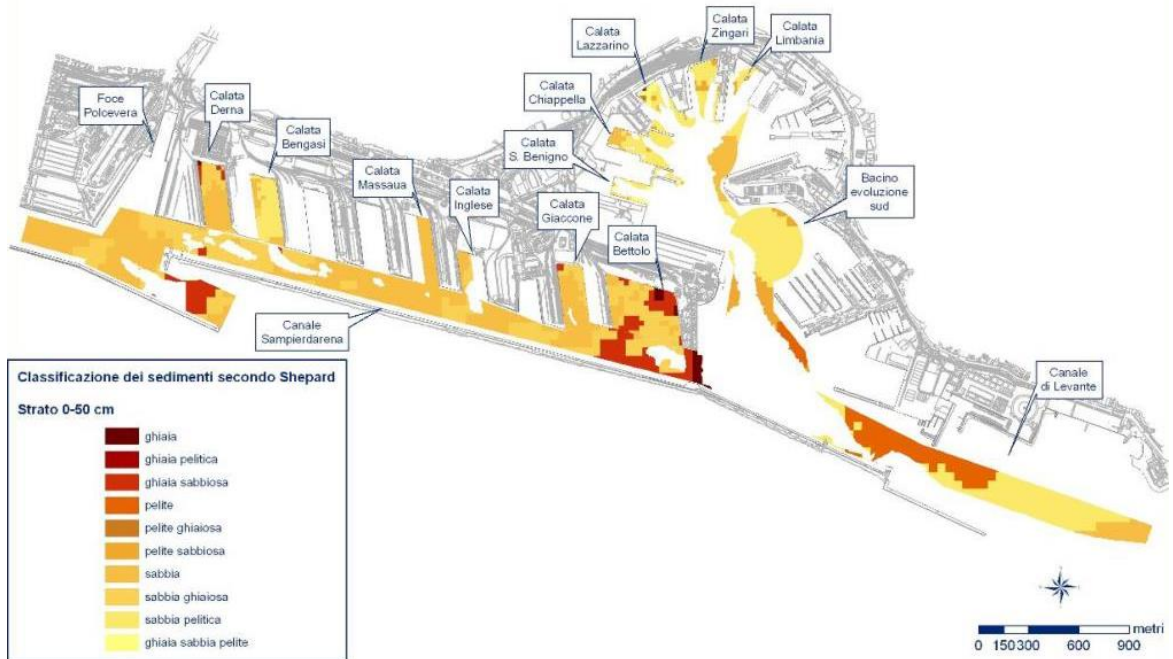 Calata
Zingari
Calata
Limbania
Calata
Lazzarino
Calata
Chiappella
Calata
S. Benigno
Foce
Polcevera
Calata
Derna
Calata
Bengasi
Calata
Massaua
Calata
Inglese
Calata
Giaccone
Calata
Bettolo
Bacino
evoluzione
sud
Canale
Sampierdarena
Canale
di Levante
Classificazione dei sedimenti secondo Shepard
Strato 0-50 cm
ghiaia
ghiaia pelitica
ghiaia sabbiosa
pelite
pelite ghiaiosa
pelite sabbiosa
sabbia
sabbia ghiaiosa
sabbia pelitica
ghiaia sabbia pelite
metri
0 150 300 600 900